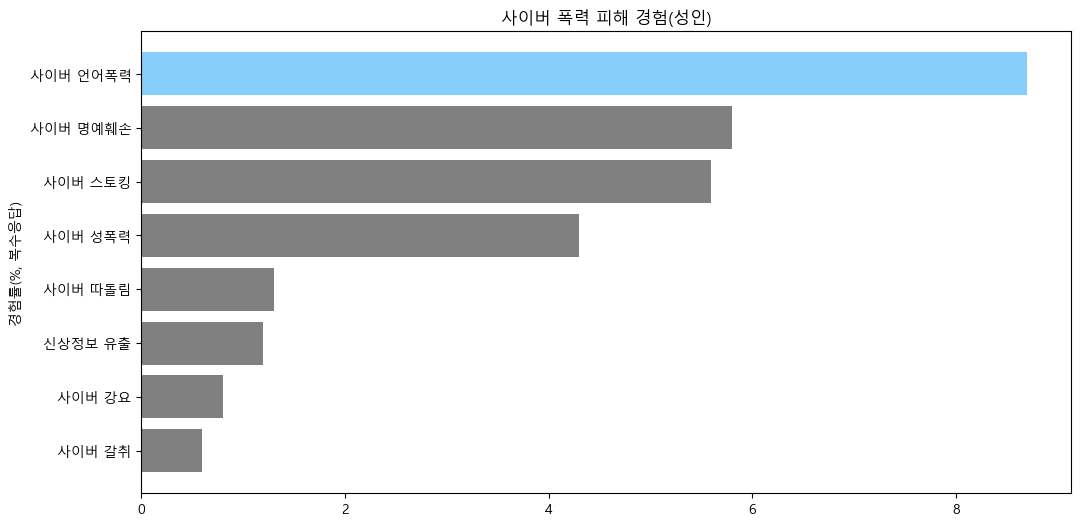 사이버 폭력 피해 경험(성인)
경험률(%, 복수응답)
사이버 언어폭력
사이버 명예훼손
사이버 스토킹
사이버 성폭력
사이버 따돌림
신상정보 유출
사이버 강요
사이버 갈취
0 2 4 6 8